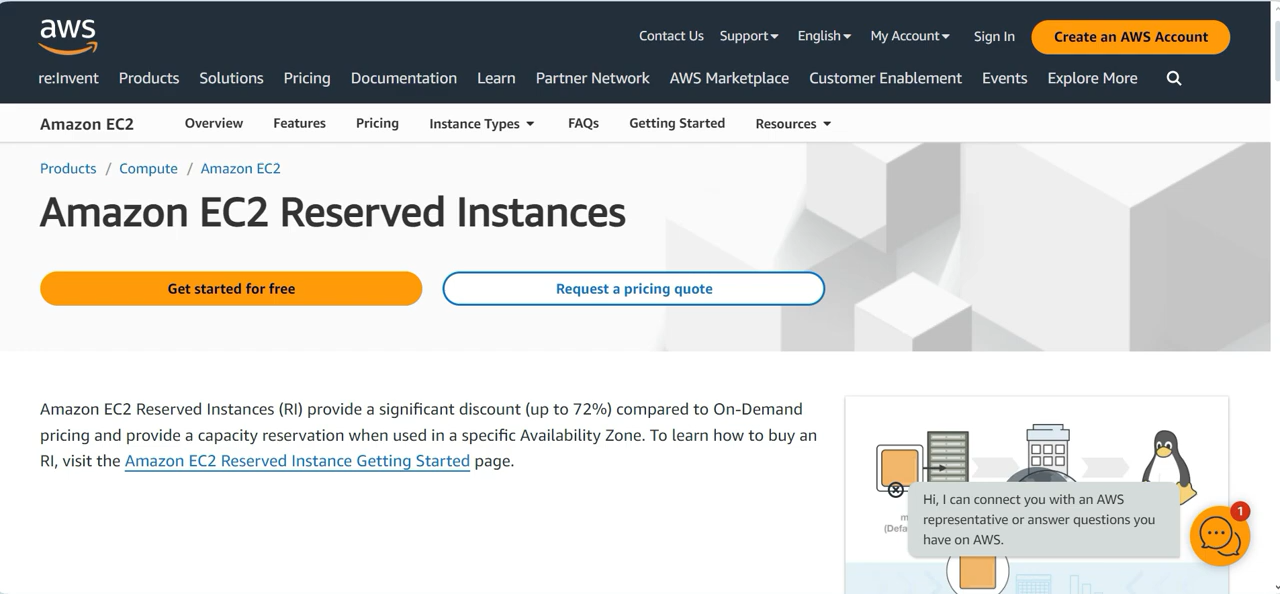 aws
Contact Us Support English My Account Sign In Create an AWS Account
re:Invent Products Solutions Pricing Documentation Learn Partner Network AWS Marketplace Customer Enablement Events Explore More
Amazon EC2 Overview Features Pricing Instance Types FAQs Getting Started Resources
Products / Compute / Amazon EC2
Amazon EC2 Reserved Instances
Get started for free Request a pricing quote
Amazon EC2 Reserved Instances (RI) provide a significant discount (up to 72%) compared to On-Demand
pricing and provide a capacity reservation when used in a specific Availability Zone. To learn how to buy an
RI, visit the Amazon EC2 Reserved Instance Getting Started page.
Hi, I can connect you with an AWS
representative or answer questions you
have on AWS.
1